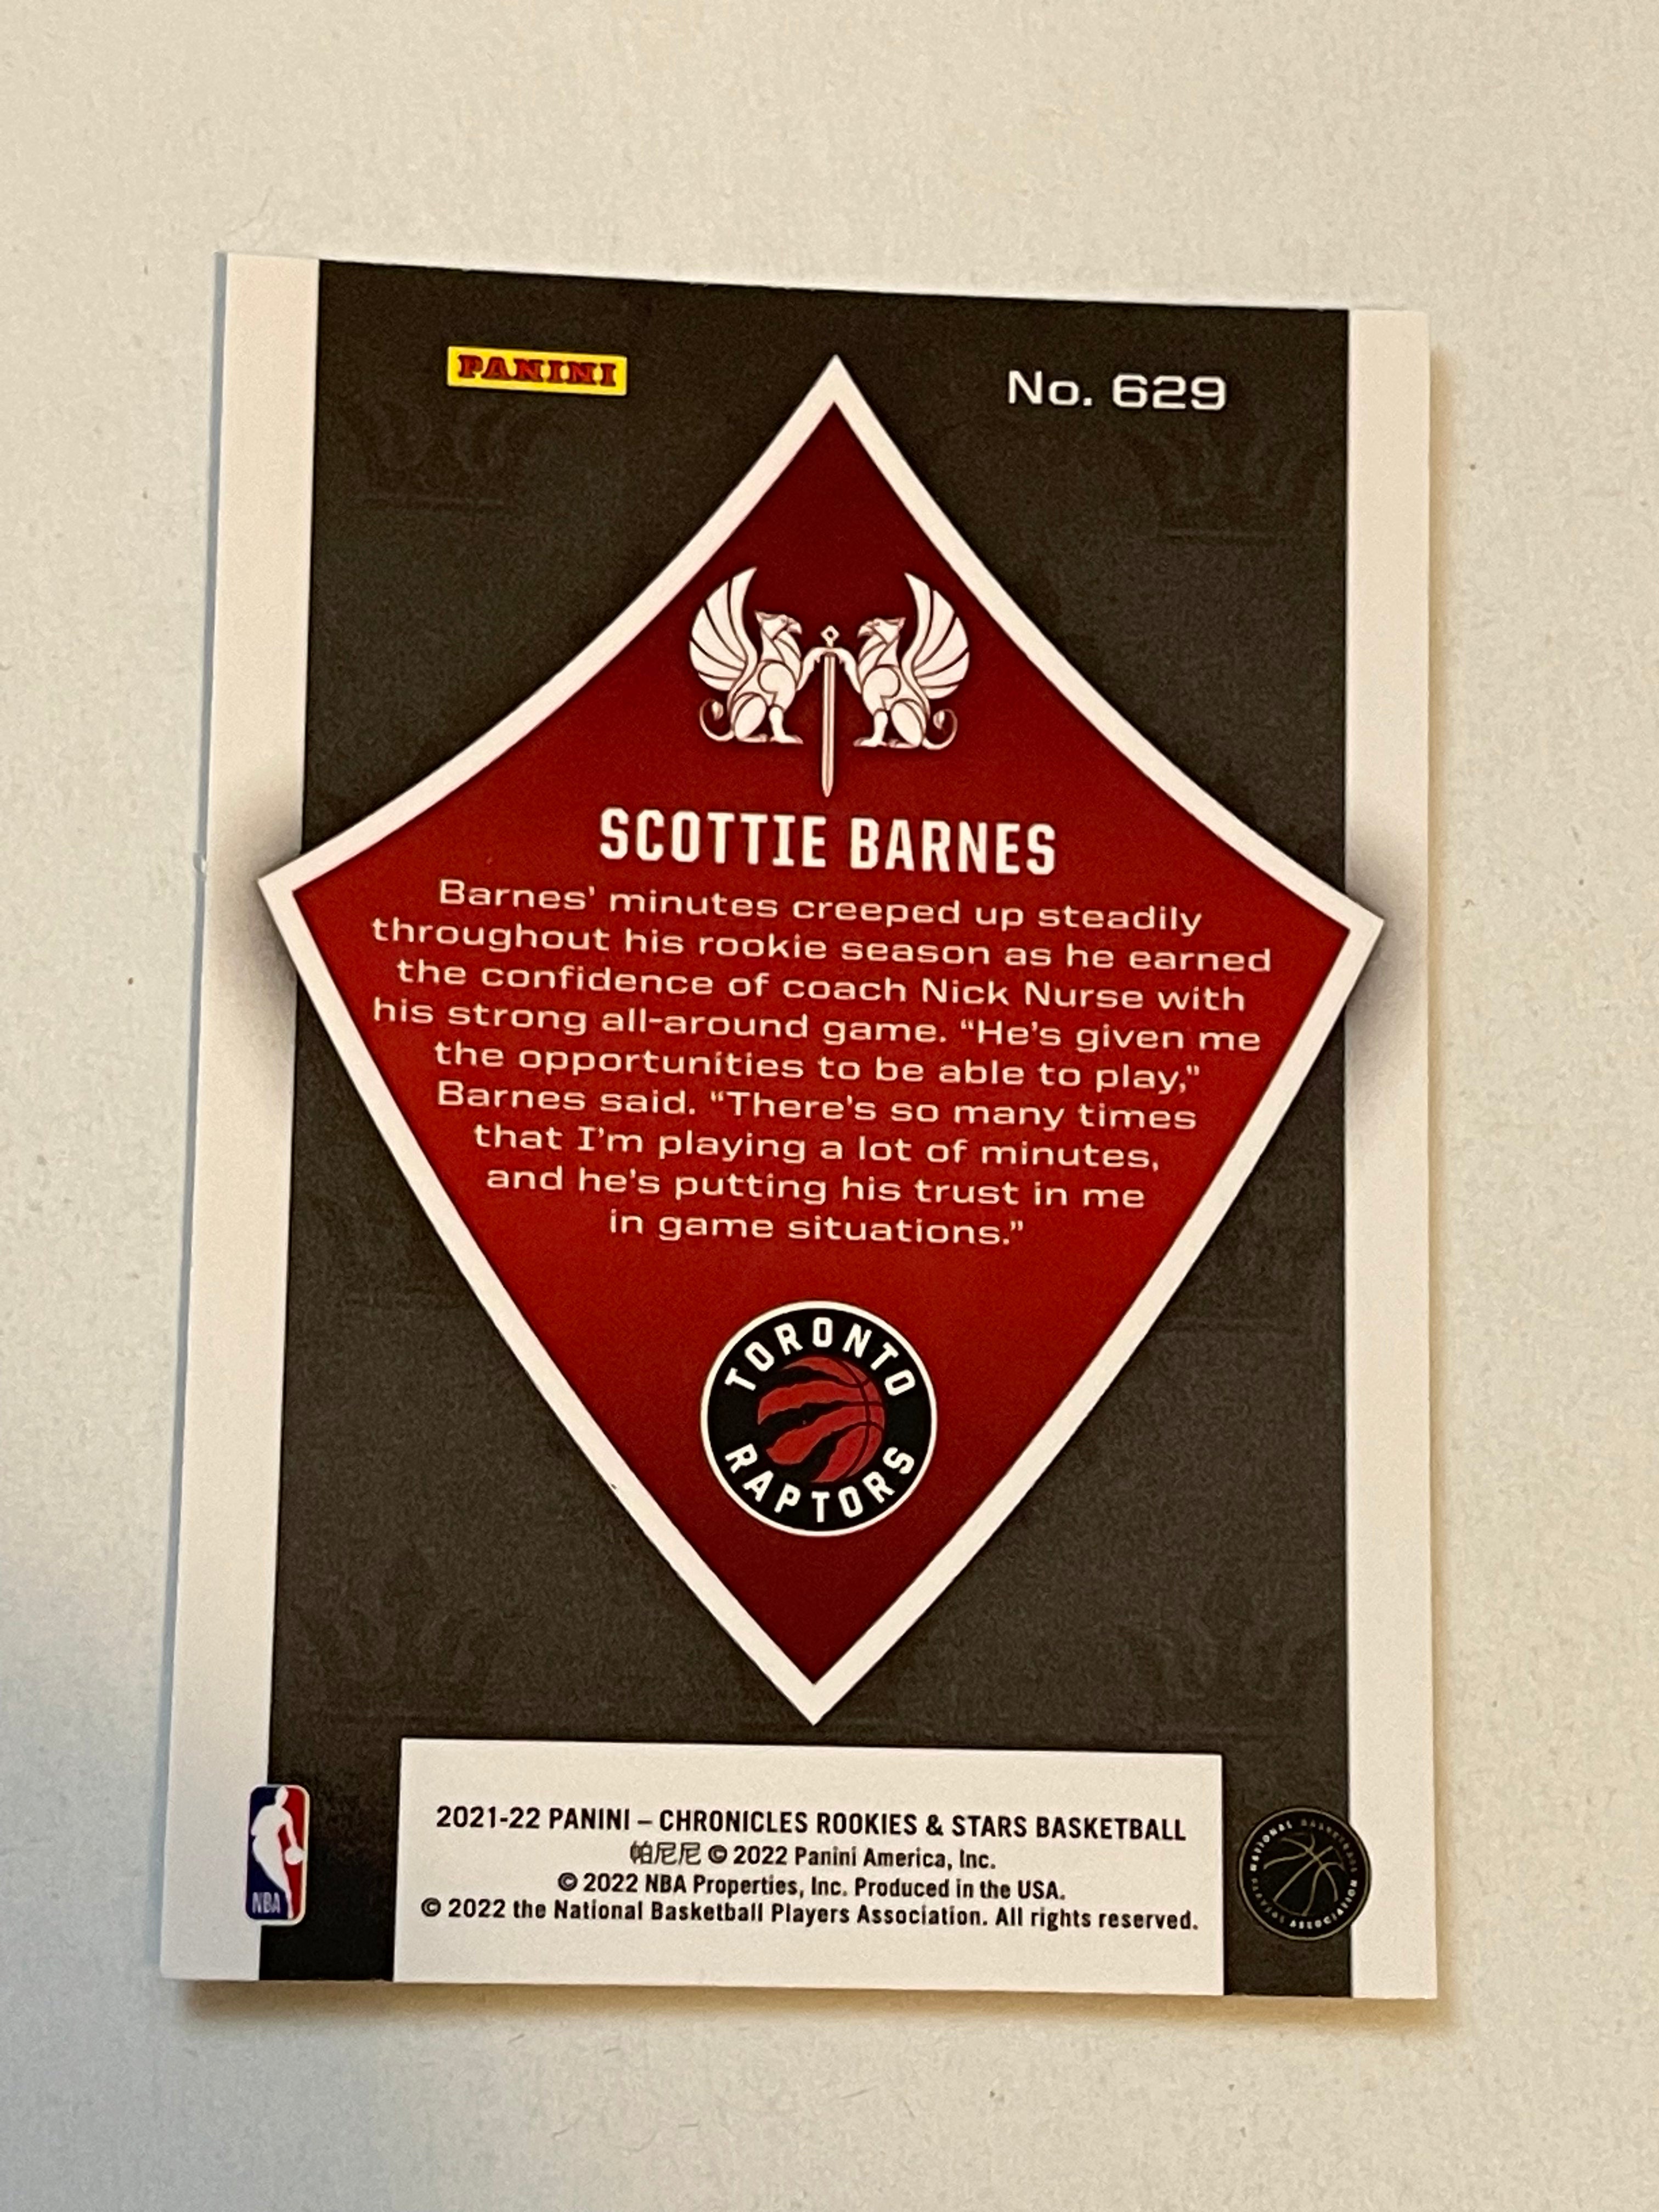 PANINI
No. 629
SCOTTIE BARNES
Barnes' minutes creeped up steadily
throughout his rookie season as he earned
the confidence of coach Nick Nurse with
his strong all-around game. “He's given me
the opportunities to be able to play,”
Barnes said. “There's so many times
that I'm playing a lot of minutes,
and he's putting his trust in me
in game situations.”
TORONTO
RAPTORS
2021-22 PANINI – CHRONICLES ROOKIES & STARS BASKETBALL
帕尼尼 © 2022 Panini America, Inc.
© 2022 NBA Properties, Inc. Produced in the USA.
© 2022 the National Basketball Players Association. All rights reserved.
NBA
NATIONAL BASKETBALL
PLAYERS ASSOCIATION